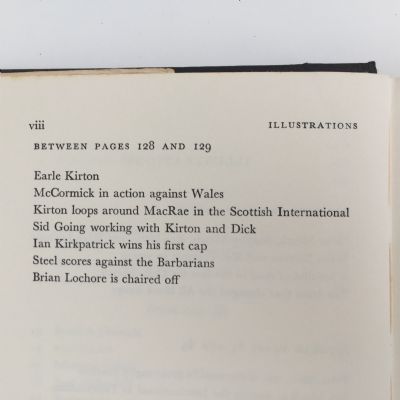 viii ILLUSTRATIONS
BETWEEN PAGES 128 AND 129
Earle Kirton
McCormick in action against Wales
Kirton loops around MacRae in the Scottish International
Sid Going working with Kirton and Dick
Ian Kirkpatrick wins his first cap
Steel scores against the Barbarians
Brian Lochore is chaired off